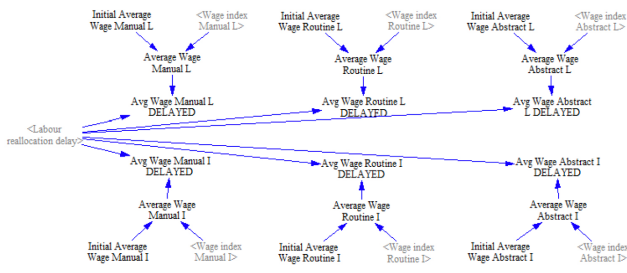 Initial Average
Wage Manual L
<Wage index
Manual L>
Initial Average
Wage Routine L
<Wage index
Routine L>
Initial Average
Wage Abstract L
<Wage index
Abstract L>
Average Wage
Manual L
Average Wage
Routine L
Average Wage
Abstract L
Avg Wage Manual L
DELAYED
Avg Wage Routine L
DELAYED
Avg Wage Abstract
L DELAYED
<Labour
reallocation delay>
Avg Wage Manual I
DELAYED
Avg Wage Routine I
DELAYED
Avg Wage Abstract I
DELAYED
Average Wage
Manual I
Average Wage
Routine I
Average Wage
Abstract I
Initial Average
Wage Manual I
<Wage index
Manual I>
Initial Average
Wage Routine I
<Wage index
Routine I>
Initial Average
Wage Abstract I
<Wage index
Abstract I>